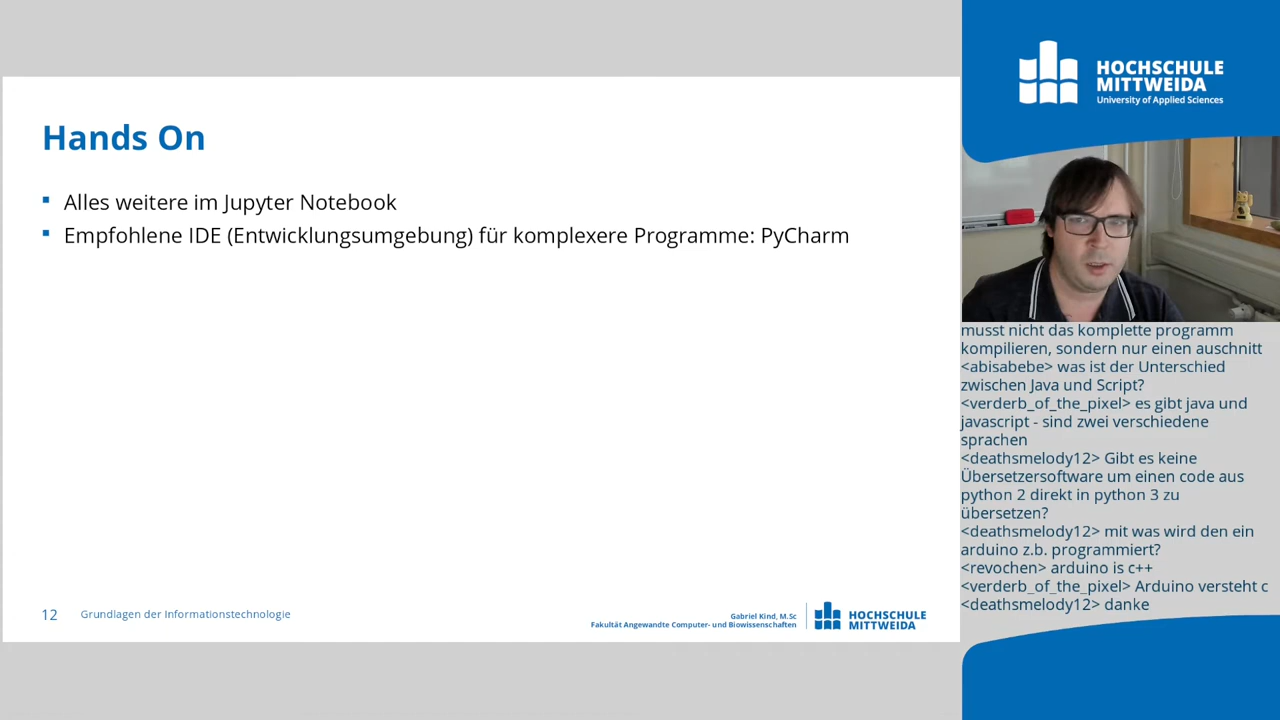 Hands On
Alles weitere im Jupyter Notebook
Empfohlene IDE (Entwicklungsumgebung) für komplexere Programme: PyCharm
12
Grundlagen der Informationstechnologie
Gabriel Kind, M.Sc
Fakultät Angewandte Computer- und Biowissenschaften
HOCHSCHULE
MITTWEIDA
HOCHSCHULE
MITTWEIDA
University of Applied Sciences
musst nicht das komplette programm
kompilieren, sondern nur einen auschnitt
<abisabebe> was ist der Unterschied
zwischen Java und Script?
<verderb_of_the_pixel> es gibt java und
javascript - sind zwei verschiedene
sprachen
<deathsmelody12> Gibt es keine
Übersetzersoftware um einen code aus
python 2 direkt in python 3 zu
übersetzen?
<deathsmelody12> mit was wird den ein
arduino z.b. programmiert?
<revochen> arduino is c++
<verderb_of_the_pixel> Arduino versteht c
<deathsmelody12> danke